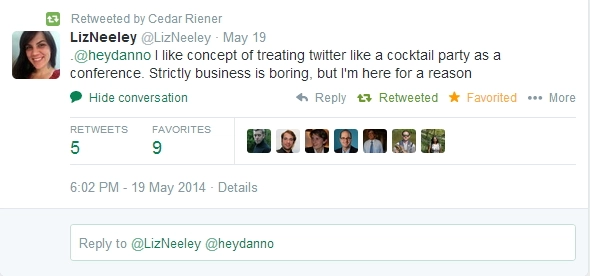 Retweeted by Cedar Riener
LizNeeley @LizNeeley · May 19
.@heydanno I like concept of treating twitter like a cocktail party as a
conference. Strictly business is boring, but I'm here for a reason
Hide conversation Reply Retweeted Favorited More
RETWEETS FAVORITES
5 9
6:02 PM - 19 May 2014 · Details
Reply to @LizNeeley @heydanno